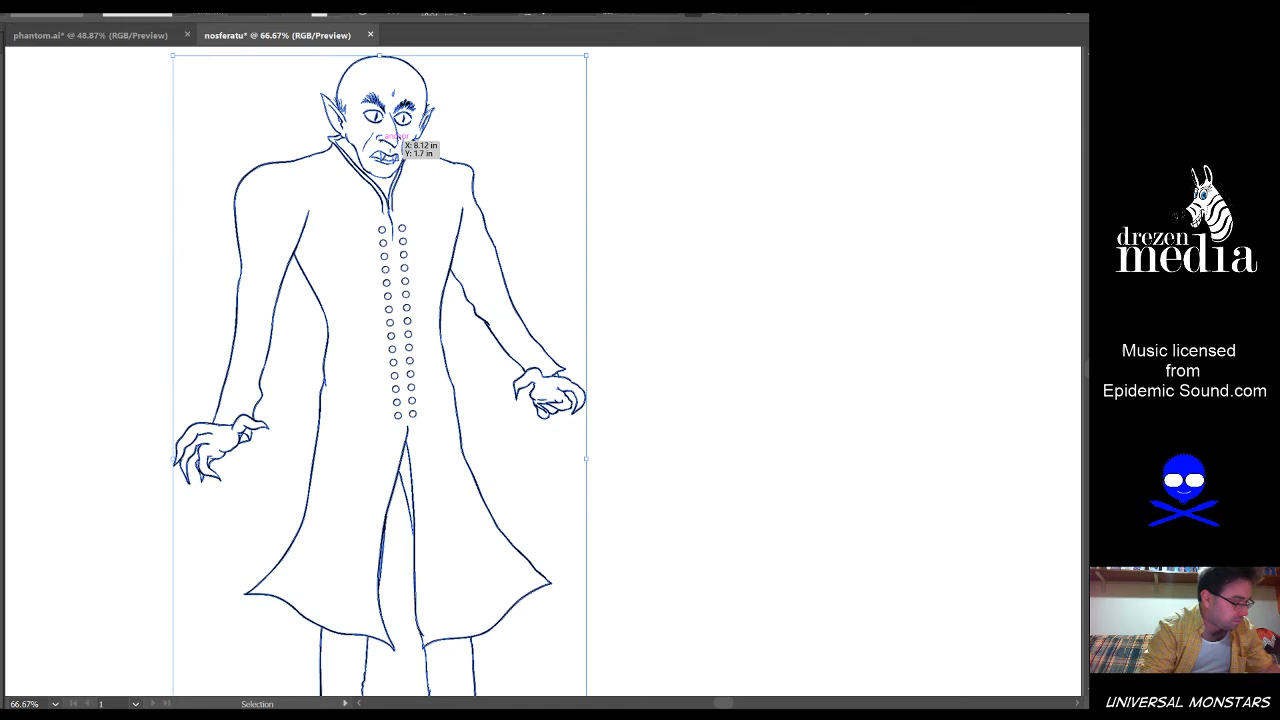 phantom.ai* @ 48.87% (RGB/Preview)
nosferatu* @ 66.67% (RGB/Preview)
anchor
X: 8.12 in
Y: 1.7 in
drezen
media
Music licensed
from
Epidemic Sound.com
66.67%
1
Selection
UNIVERSAL MONSTARS